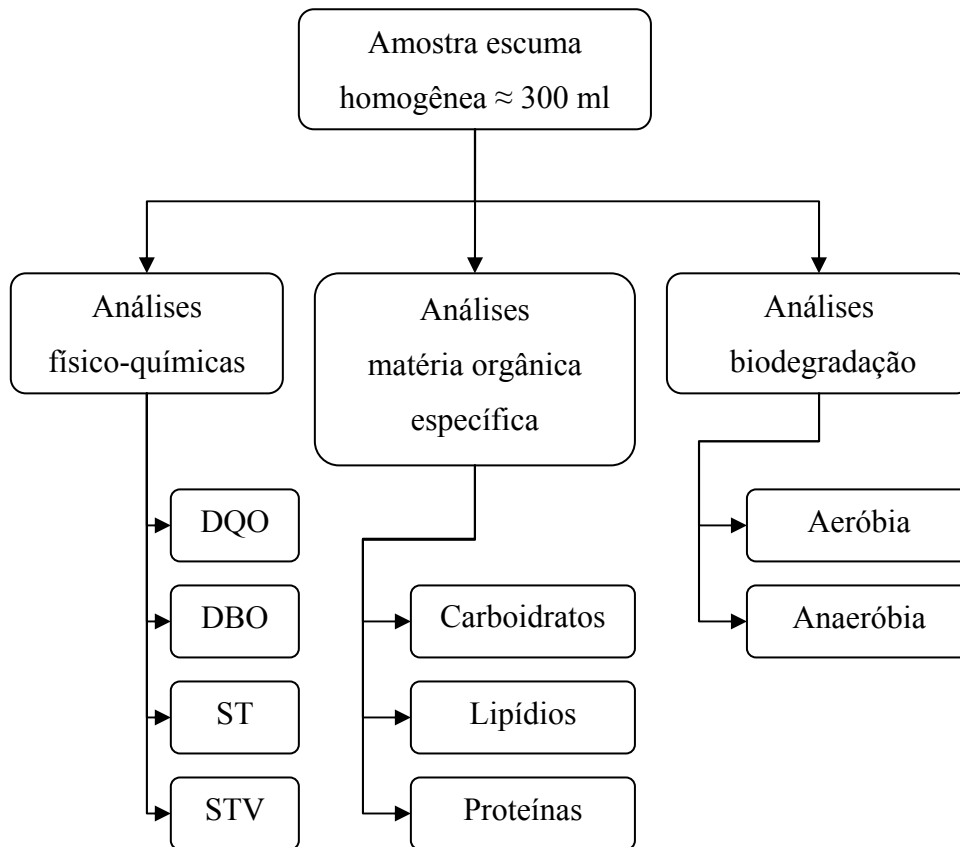 Amostra escuma
homogênea ≈ 300 ml
Análises
físico-químicas
DQO
DBO
ST
STV
Análises
matéria orgânica
específica
Carboidratos
Lipídios
Proteínas
Análises
biodegradação
Aeróbia
Anaeróbia